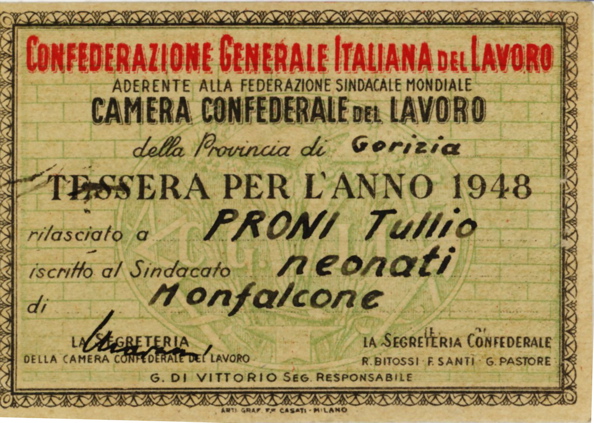 CONFEDERAZIONE GENERALE ITALIANA DEL LAVORO
ADERENTE ALLA FEDERAZIONE SINDACALE MONDIALE
CAMERA CONFEDERALE DEL LAVORO
della Provincia di Gorizia
TESSERA PER L'ANNO 1948
rilasciato a PRONI Tullio
iscritto al Sindacato neonati
di Monfalcone
LA SEGRETERIA
DELLA CAMERA CONFEDERALE DEL LAVORO
LA SEGRETERIA CONFEDERALE
R. BITOSSI · F. SANTI · G. PASTORE
G. DI VITTORIO SEG. RESPONSABILE
ANTI GRAF. F.lli CASATI - MILANO